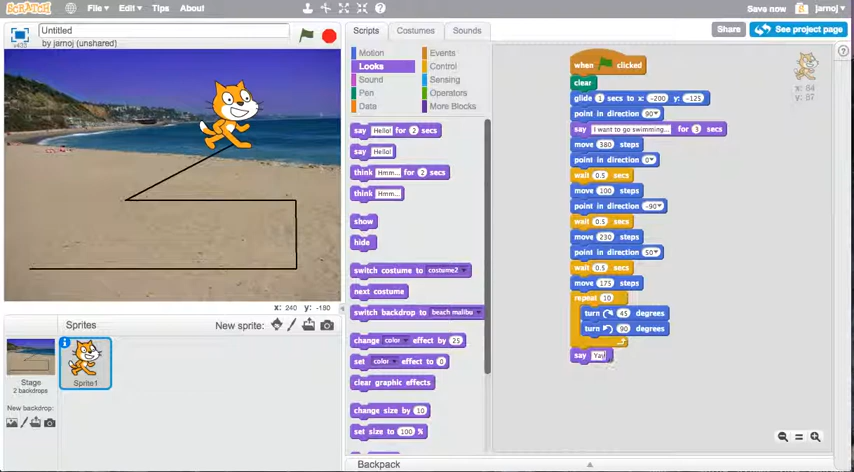 SCRATCH File Edit Tips About Save now jarnoj
Untitled
by jarnoj (unshared)
v433
Scripts Costumes Sounds
Share See project page
Motion Events
Looks Control
Sound Sensing
Pen Operators
Data More Blocks
say Hello! for 2 secs
say Hello!
think Hmm... for 2 secs
think Hmm...
show
hide
switch costume to costume2
next costume
switch backdrop to beach malibu
change color effect by 25
set color effect to 0
clear graphic effects
change size by 10
set size to 100 %
when clicked
clear
glide 1 secs to x: -200 y: -125
point in direction 90
say I want to go swimming... for 3 secs
move 380 steps
point in direction 0
wait 0.5 secs
move 100 steps
point in direction -90
wait 0.5 secs
move 230 steps
point in direction 50
wait 0.5 secs
move 175 steps
repeat 10
turn 45 degrees
turn 90 degrees
say Yay!
x: 64
y: 87
x: 240 y: -180
Sprites New sprite:
Stage
2 backdrops
Sprite1
New backdrop:
Backpack